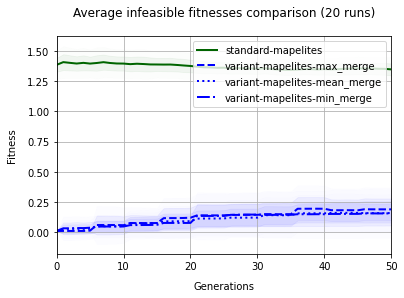 Average infeasible fitnesses comparison (20 runs)
standard-mapelites
variant-mapelites-max_merge
variant-mapelites-mean_merge
variant-mapelites-min_merge
1.50
1.25
1.00
0.75
0.50
0.25
0.00
Fitness
0 10 20 30 40 50
Generations